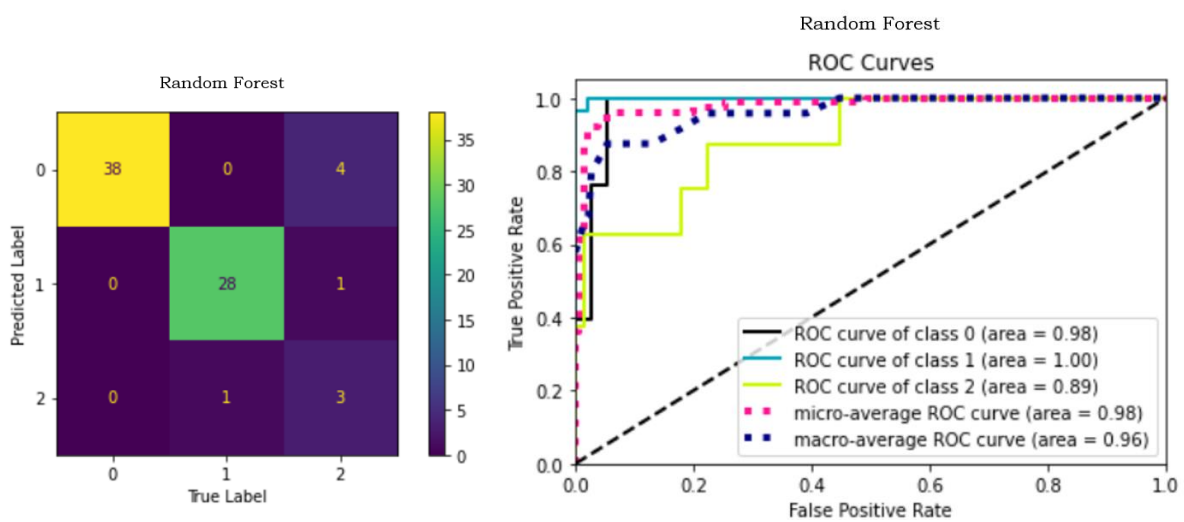 Random Forest
0
38
0
4
1
0
28
1
2
0
1
3
0
1
2
Predicted Label
True Label
35
30
25
20
15
10
5
0
Random Forest
ROC Curves
1.0
0.8
0.6
0.4
0.2
0.0
True Positive Rate
ROC curve of class 0 (area = 0.98)
ROC curve of class 1 (area = 1.00)
ROC curve of class 2 (area = 0.89)
micro-average ROC curve (area = 0.98)
macro-average ROC curve (area = 0.96)
0.0
0.2
0.4
0.6
0.8
1.0
False Positive Rate